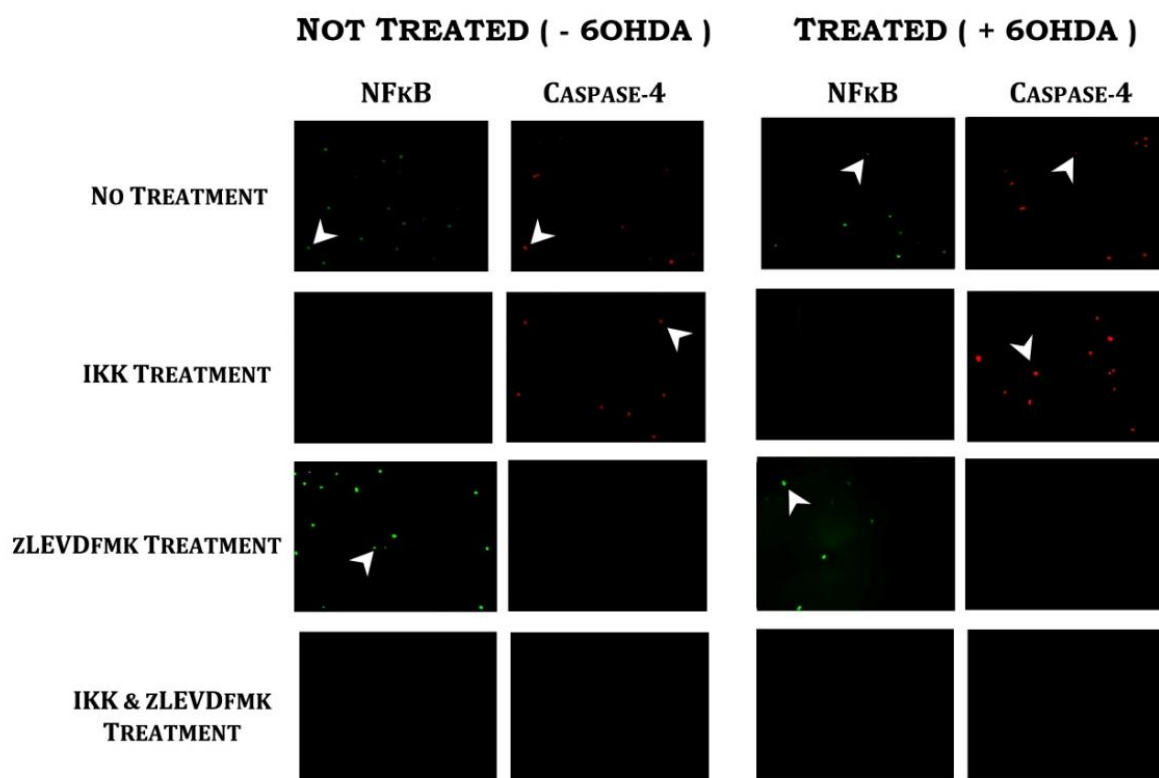 NOT TREATED ( - 6OHDA )
TREATED ( + 6OHDA )
NFκB
CASPASE-4
NFκB
CASPASE-4
NO TREATMENT
IKK TREATMENT
ZLEVDFMK TREATMENT
IKK & ZLEVDFMK
TREATMENT